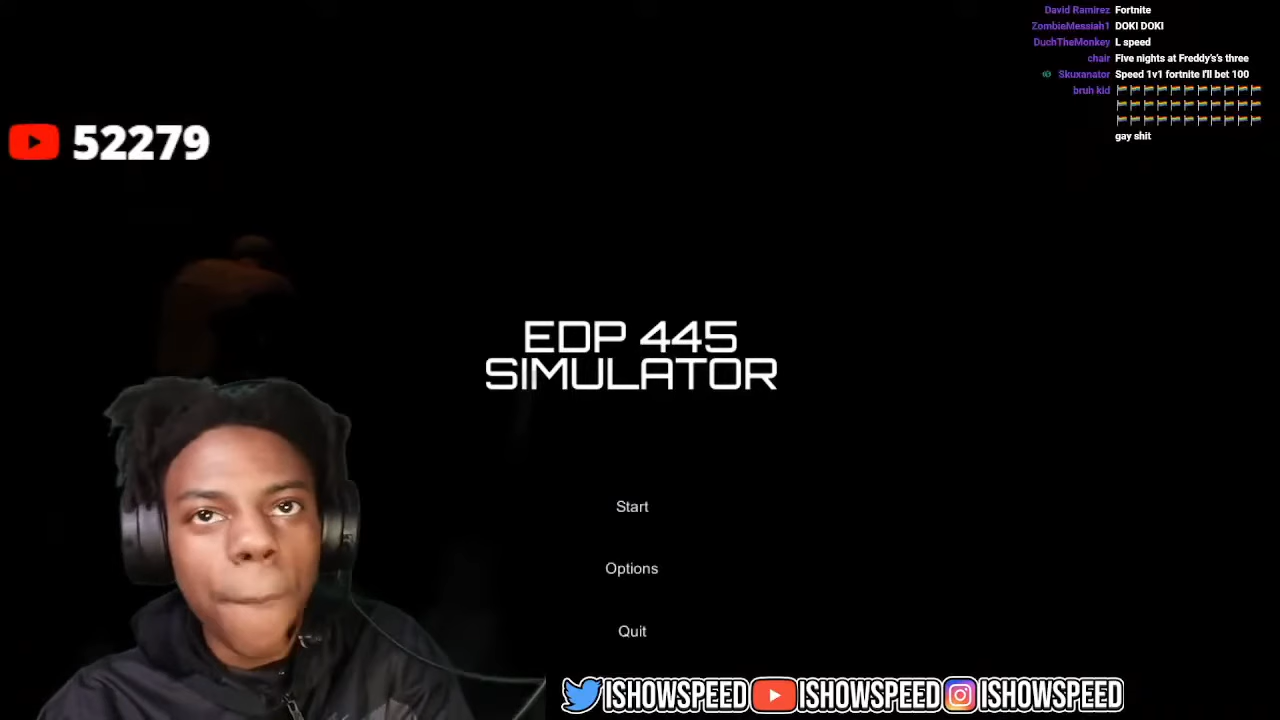 David Ramirez Fortnite
ZombieMessiah1 DOKI DOKI
DuchTheMonkey L speed
chair Five nights at Freddy's's three
Skuxanator Speed 1v1 fortnite I'll bet 100
bruh kid
gay shit
52279
EDP 445
SIMULATOR
Start
Options
Quit
ISHOWSPEED ISHOWSPEED ISHOWSPEED